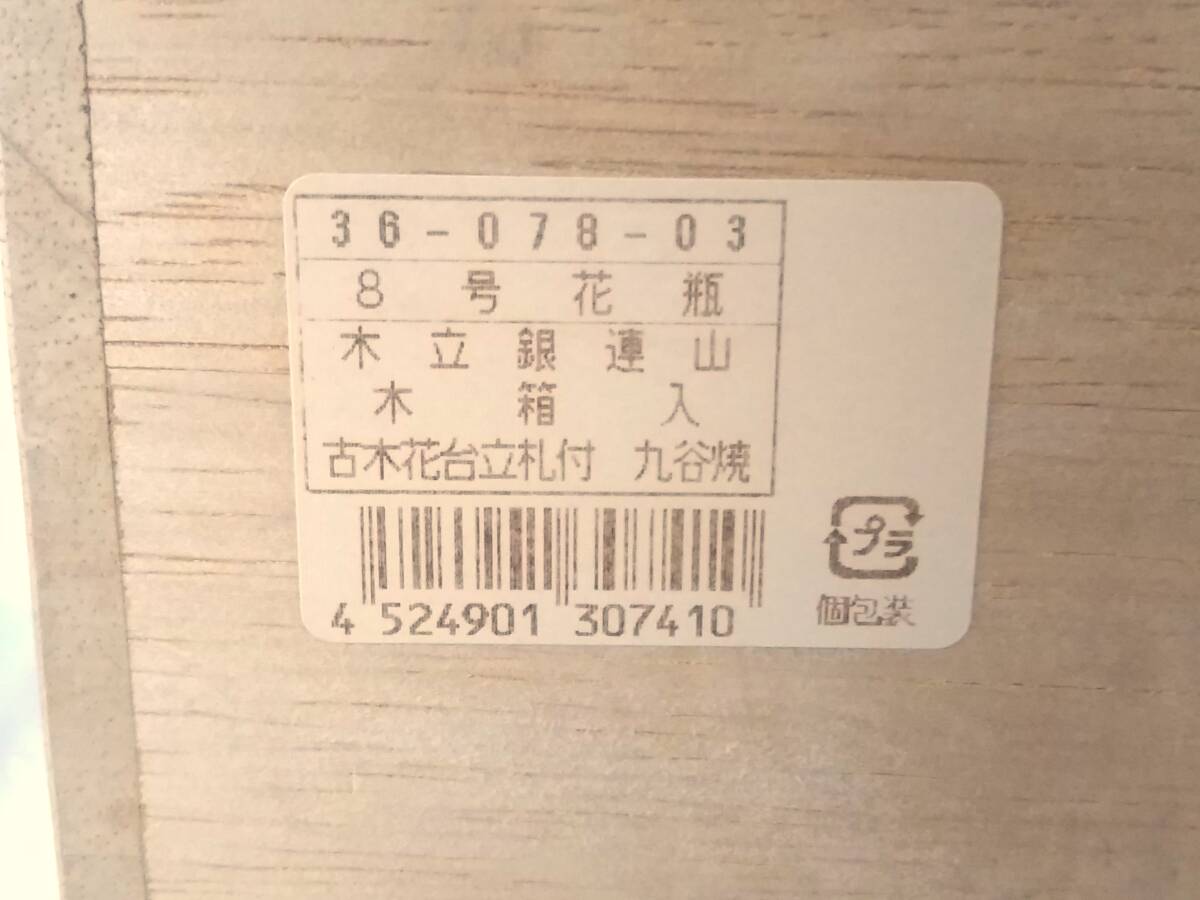 36-078-03
8号花瓶
木立銀連山
木箱入
古木花台立札付 九谷焼
4 524901 307410
プラ
個包装